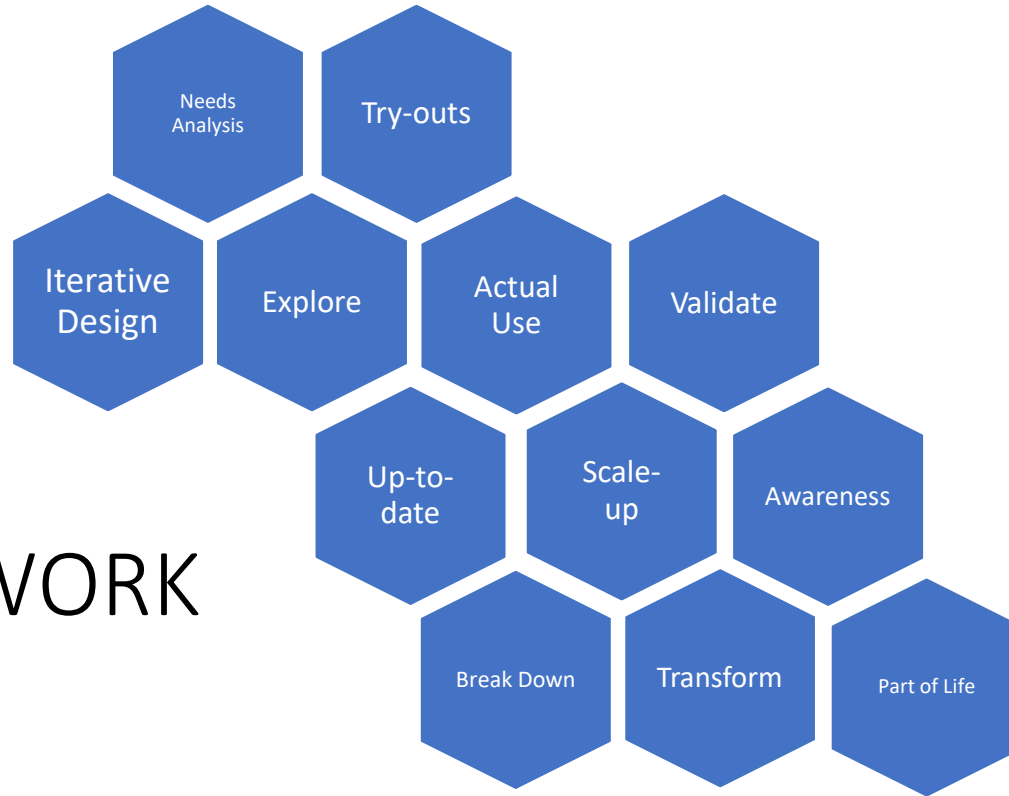 Needs
Analysis
Try-outs
Iterative
Design
Explore
Actual
Use
Validate
Up-to-
date
Scale-
up
Awareness
WORK
Break Down
Transform
Part of Life